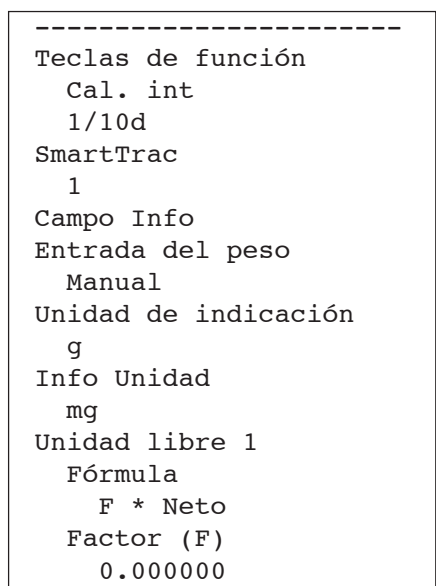 ------------------------
Teclas de función
  Cal. int
  1/10d
SmartTrac
  1
Campo Info
Entrada del peso
  Manual
Unidad de indicación
  g
Info Unidad
  mg
Unidad libre 1
  Fórmula
    F * Neto
  Factor (F)
    0.000000